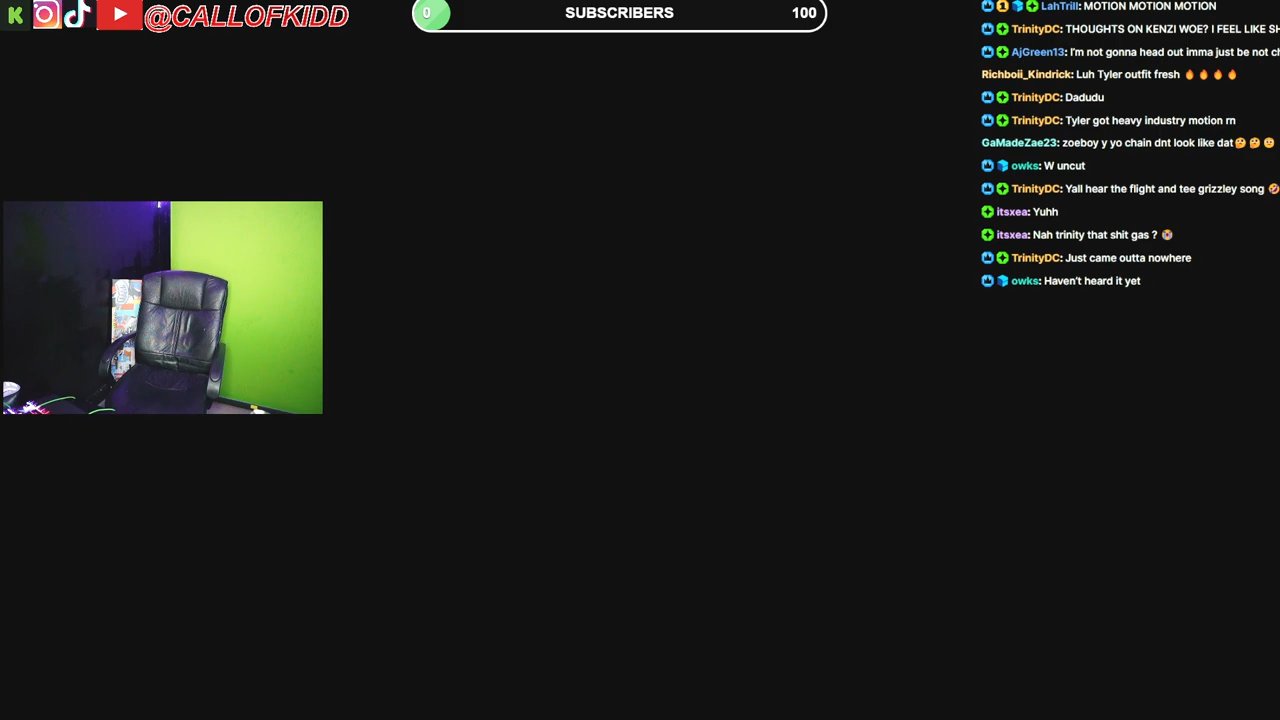 K @CALLOFKIDD
0 SUBSCRIBERS 100
LahTrill: MOTION MOTION MOTION
TrinityDC: THOUGHTS ON KENZI WOE? I FEEL LIKE SH
AjGreen13: I'm not gonna head out imma just be not c
Richboii_Kindrick: Luh Tyler outfit fresh 🔥 🔥 🔥 🔥
TrinityDC: Dadudu
TrinityDC: Tyler got heavy industry motion rn
GaMadeZae23: zoeboy y yo chain dnt look like dat🤔 🤔 🫡
owks: W uncut
TrinityDC: Yall hear the flight and tee grizzley song 🤣
itsxea: Yuhh
itsxea: Nah trinity that shit gas ? 😭
TrinityDC: Just came outta nowhere
owks: Haven't heard it yet